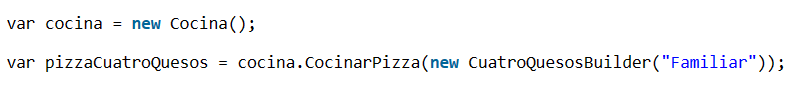 var cocina = new Cocina();
var pizzaCuatroQuesos = cocina.CocinarPizza(new CuatroQuesosBuilder("Familiar"));